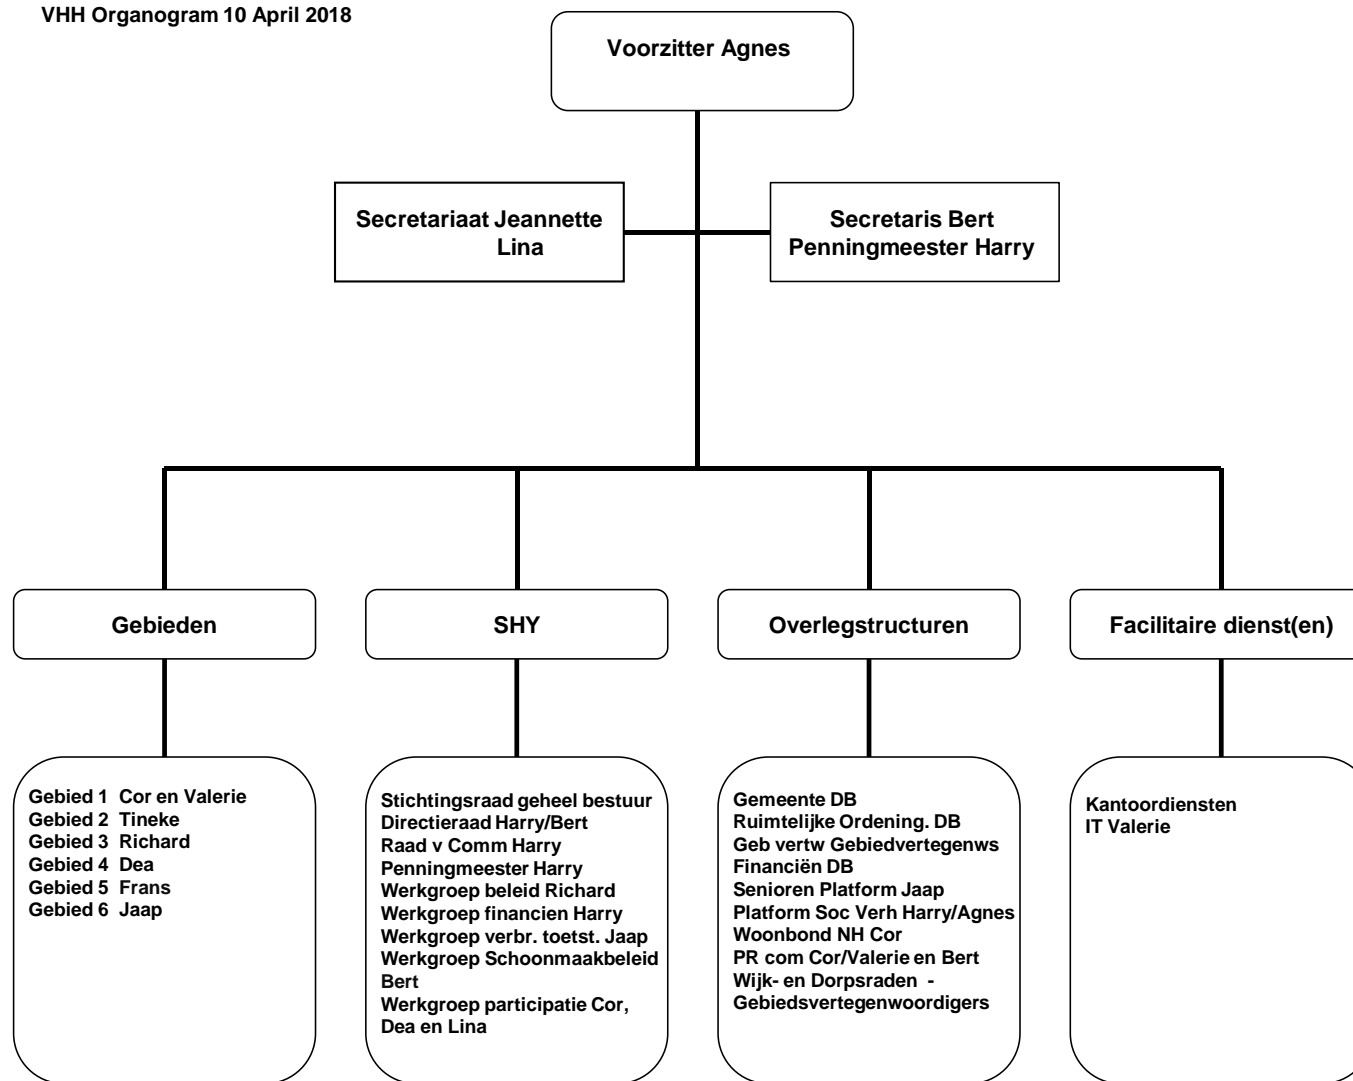 VHH Organogram 10 April 2018
Voorzitter Agnes
Secretariaat Jeannette
Lina
Secretaris Bert
Penningmeester Harry
Gebieden
SHY
Overlegstructuren
Facilitaire dienst(en)
Gebied 1 Cor en Valerie
Gebied 2 Tineke
Gebied 3 Richard
Gebied 4 Dea
Gebied 5 Frans
Gebied 6 Jaap
Stichtingsraad geheel bestuur
Directieraad Harry/Bert
Raad v Comm Harry
Penningmeester Harry
Werkgroep beleid Richard
Werkgroep financien Harry
Werkgroep verbr. toetst. Jaap
Werkgroep Schoonmaakbeleid
Bert
Werkgroep participatie Cor,
Dea en Lina
Gemeente DB
Ruimtelijke Ordening. DB
Geb vertw Gebiedvertegenws
Financiën DB
Senioren Platform Jaap
Platform Soc Verh Harry/Agnes
Woonbond NH Cor
PR com Cor/Valerie en Bert
Wijk- en Dorpsraden -
Gebiedsvertegenwoordigers
Kantoordiensten
IT Valerie